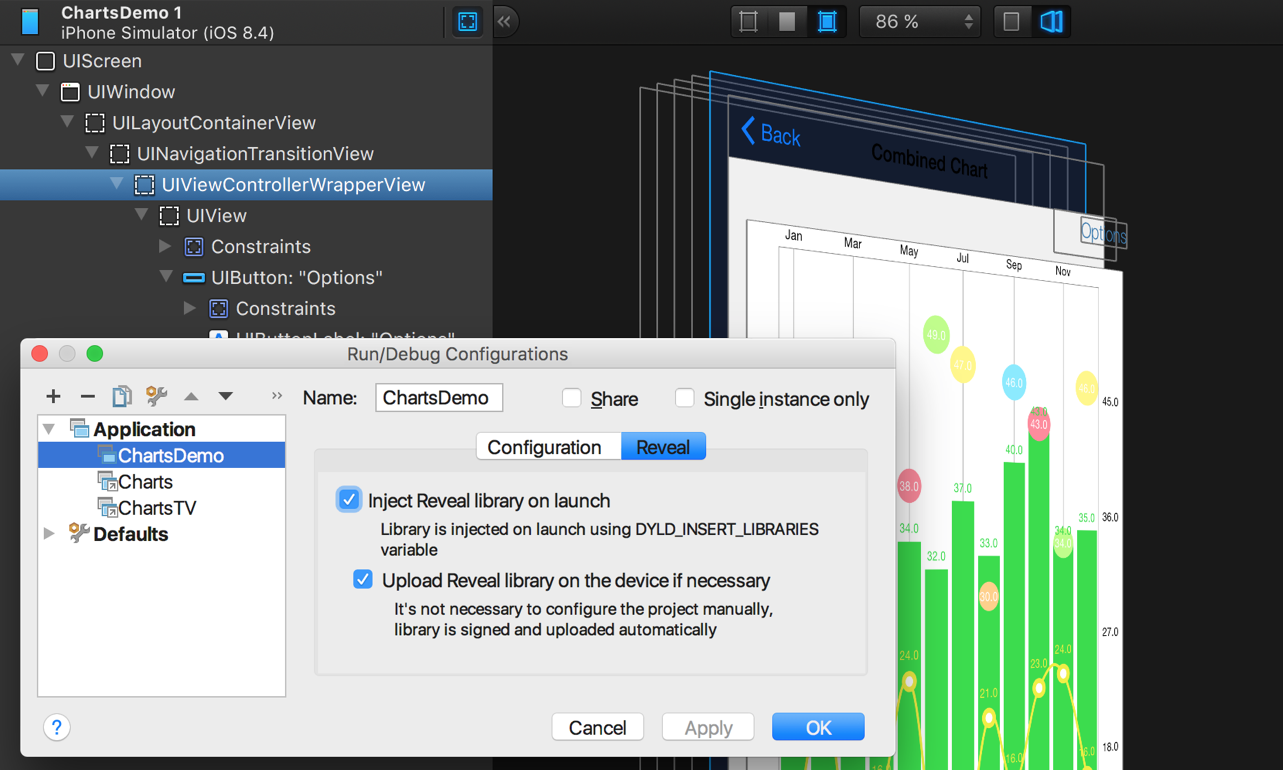 ChartsDemo 1
iPhone Simulator (iOS 8.4)
86 %
UIScreen
UIWindow
UILayoutContainerView
UINavigationTransitionView
UIViewControllerWrapperView
UIView
Constraints
UIButton: "Options"
Constraints
UIButtonLabel: "Options"
Back
Combined Chart
Options
Jan
Mar
May
Jul
Sep
Nov
49.0
47.0
46.0
45.0
43.0
40.0
38.0
37.0
36.0
35.0
34.0
34.0
34.0
33.0
32.0
30.0
27.0
24.0
24.0
23.0
21.0
18.0
16.0
16.0
Run/Debug Configurations
Name:
ChartsDemo
Share
Single instance only
Application
ChartsDemo
Charts
ChartsTV
Defaults
Configuration
Reveal
Inject Reveal library on launch
Library is injected on launch using DYLD_INSERT_LIBRARIES
variable
Upload Reveal library on the device if necessary
It's not necessary to configure the project manually,
library is signed and uploaded automatically
?
Cancel
Apply
OK